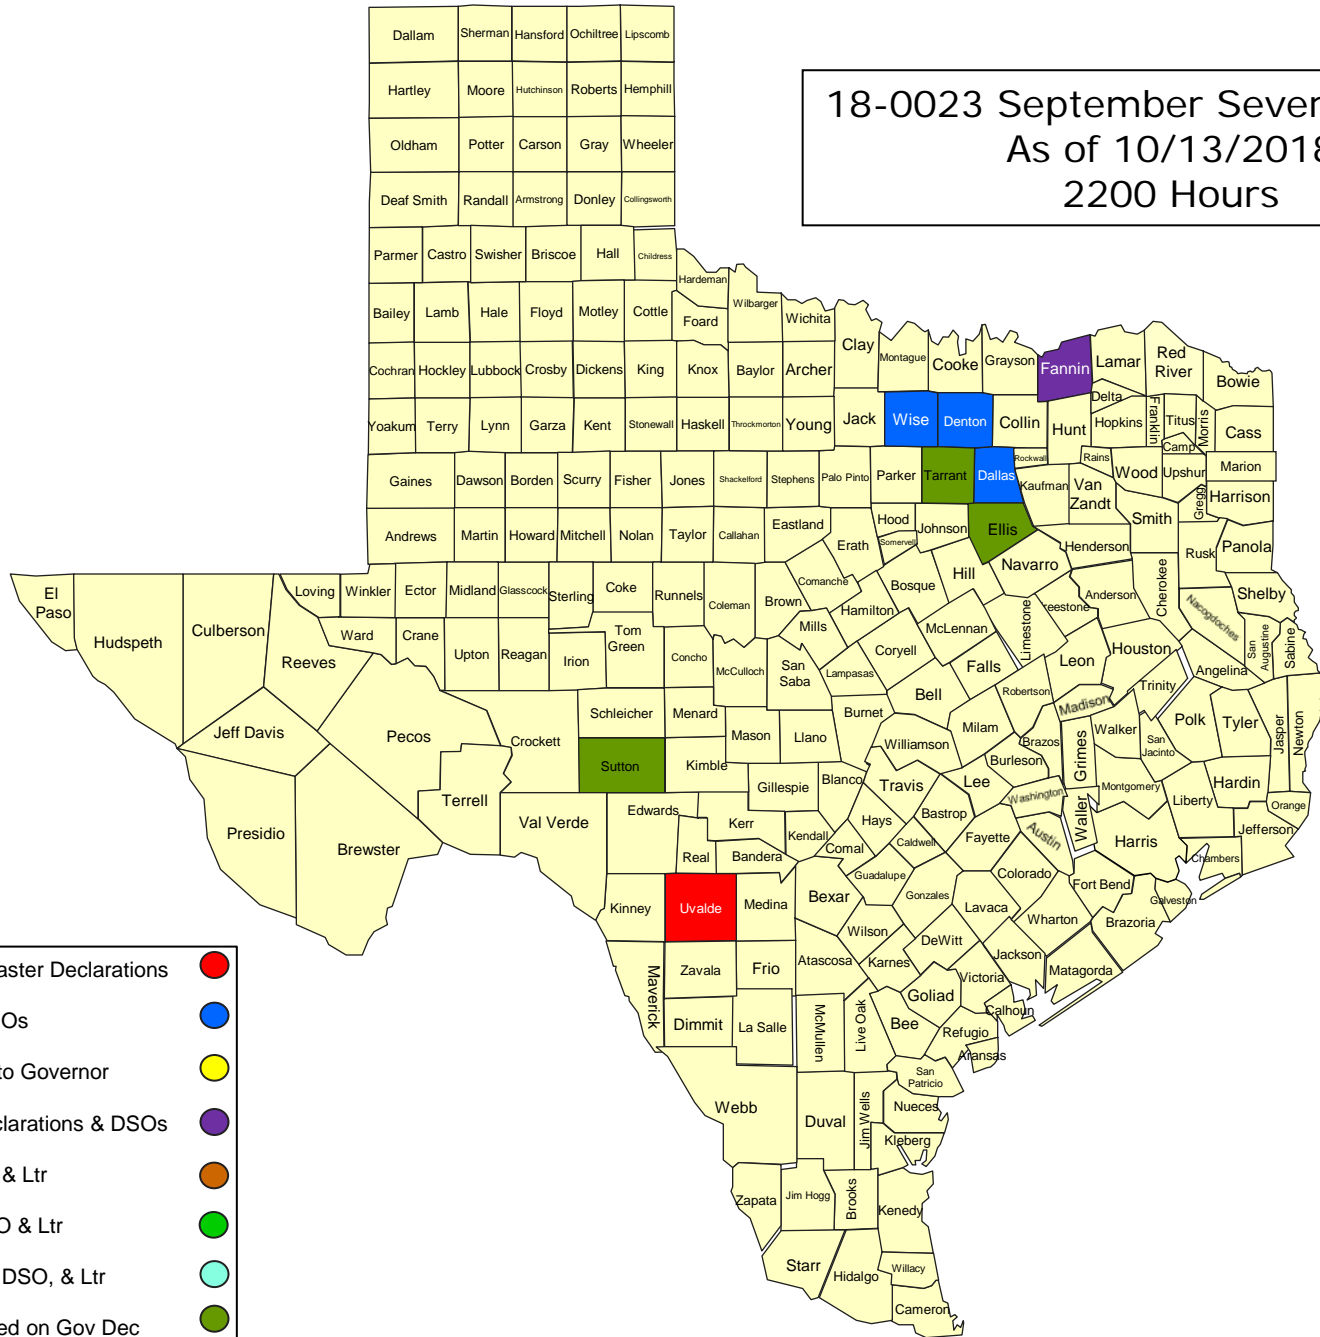 Dallam Sherman Hansford Ochiltree Lipscomb
Hartley Moore Hutchinson Roberts Hemphill
18-0023 September Sever
As of 10/13/2018
2200 Hours
Oldham Potter Carson Gray Wheeler
Deaf Smith Randall Armstrong Donley Collingsworth
Parmer Castro Swisher Briscoe Hall Childress
Hardeman
Bailey Lamb Hale Floyd Motley Cottle Foard Wilbarger Wichita
Clay Montague Cooke Grayson Fannin Lamar Red River Bowie
Cochran Hockley Lubbock Crosby Dickens King Knox Baylor Archer
Delta
Yoakum Terry Lynn Garza Kent Stonewall Haskell Throckmorton Young Jack Wise Denton Collin Hunt Hopkins Franklin Titus Morris Cass
Camp
Rockwall Rains
Gaines Dawson Borden Scurry Fisher Jones Shackelford Stephens Palo Pinto Parker Tarrant Dallas Kaufman Van Zandt Wood Upshur Marion
Gregg Harrison
Andrews Martin Howard Mitchell Nolan Taylor Callahan Eastland Erath Hood Somervell Johnson Ellis Henderson Smith Rusk Panola
El Paso Hudspeth Culberson Loving Winkler Ector Midland Glasscock Sterling Coke Runnels Coleman Brown Comanche Hamilton Bosque Hill Navarro Freestone Anderson Cherokee Nacogdoches Shelby
Reeves Ward Crane Upton Reagan Irion Tom Green Concho McCulloch San Saba Mills Lampasas Coryell McLennan Limestone Falls Leon Houston Angelina San Augustine Sabine
Trinity
Jeff Davis Pecos Crockett Schleicher Menard Mason Llano Burnet Bell Milam Robertson Madison Brazos Grimes Walker San Jacinto Polk Tyler Jasper Newton
Sutton Kimble Gillespie Blanco Williamson Travis Lee Burleson Washington Montgomery Liberty Hardin Orange
Presidio Brewster Terrell Val Verde Edwards Kerr Kendall Hays Bastrop Caldwell Fayette Austin Waller Harris Jefferson Chambers
Real Bandera Comal Guadalupe Gonzales Colorado Fort Bend Galveston
Kinney Uvalde Medina Bexar Wilson Lavaca Wharton Brazoria
Maverick Zavala Frio Atascosa Karnes DeWitt Jackson Matagorda
Victoria Goliad Calhoun
Dimmit La Salle McMullen Live Oak Bee Refugio
Aransas
San Patricio
Webb Duval Jim Wells Nueces
Kleberg
Zapata Jim Hogg Brooks Kenedy
Starr Hidalgo Willacy
Cameron
aster Declarations
Os
to Governor
clarations & DSOs
& Ltr
O & Ltr
DSO, & Ltr
ed on Gov Dec